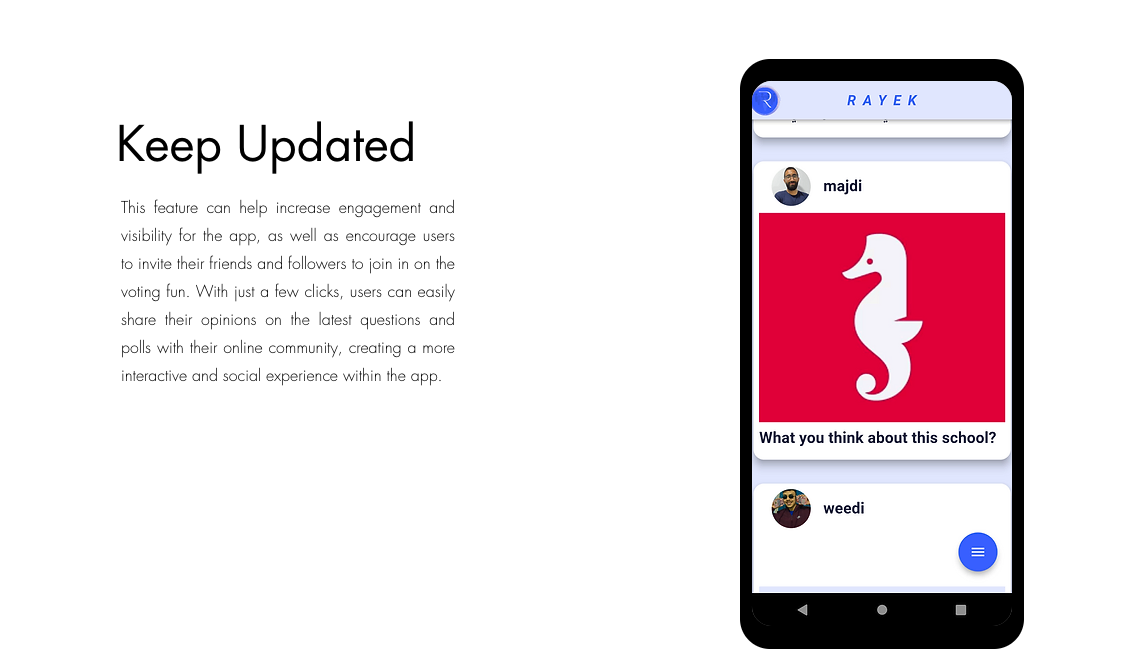 Keep Updated
This feature can help increase engagement and
visibility for the app, as well as encourage users
to invite their friends and followers to join in on the
voting fun. With just a few clicks, users can easily
share their opinions on the latest questions and
polls with their online community, creating a more
interactive and social experience within the app.
RAYEK
majdi
What you think about this school?
weedi